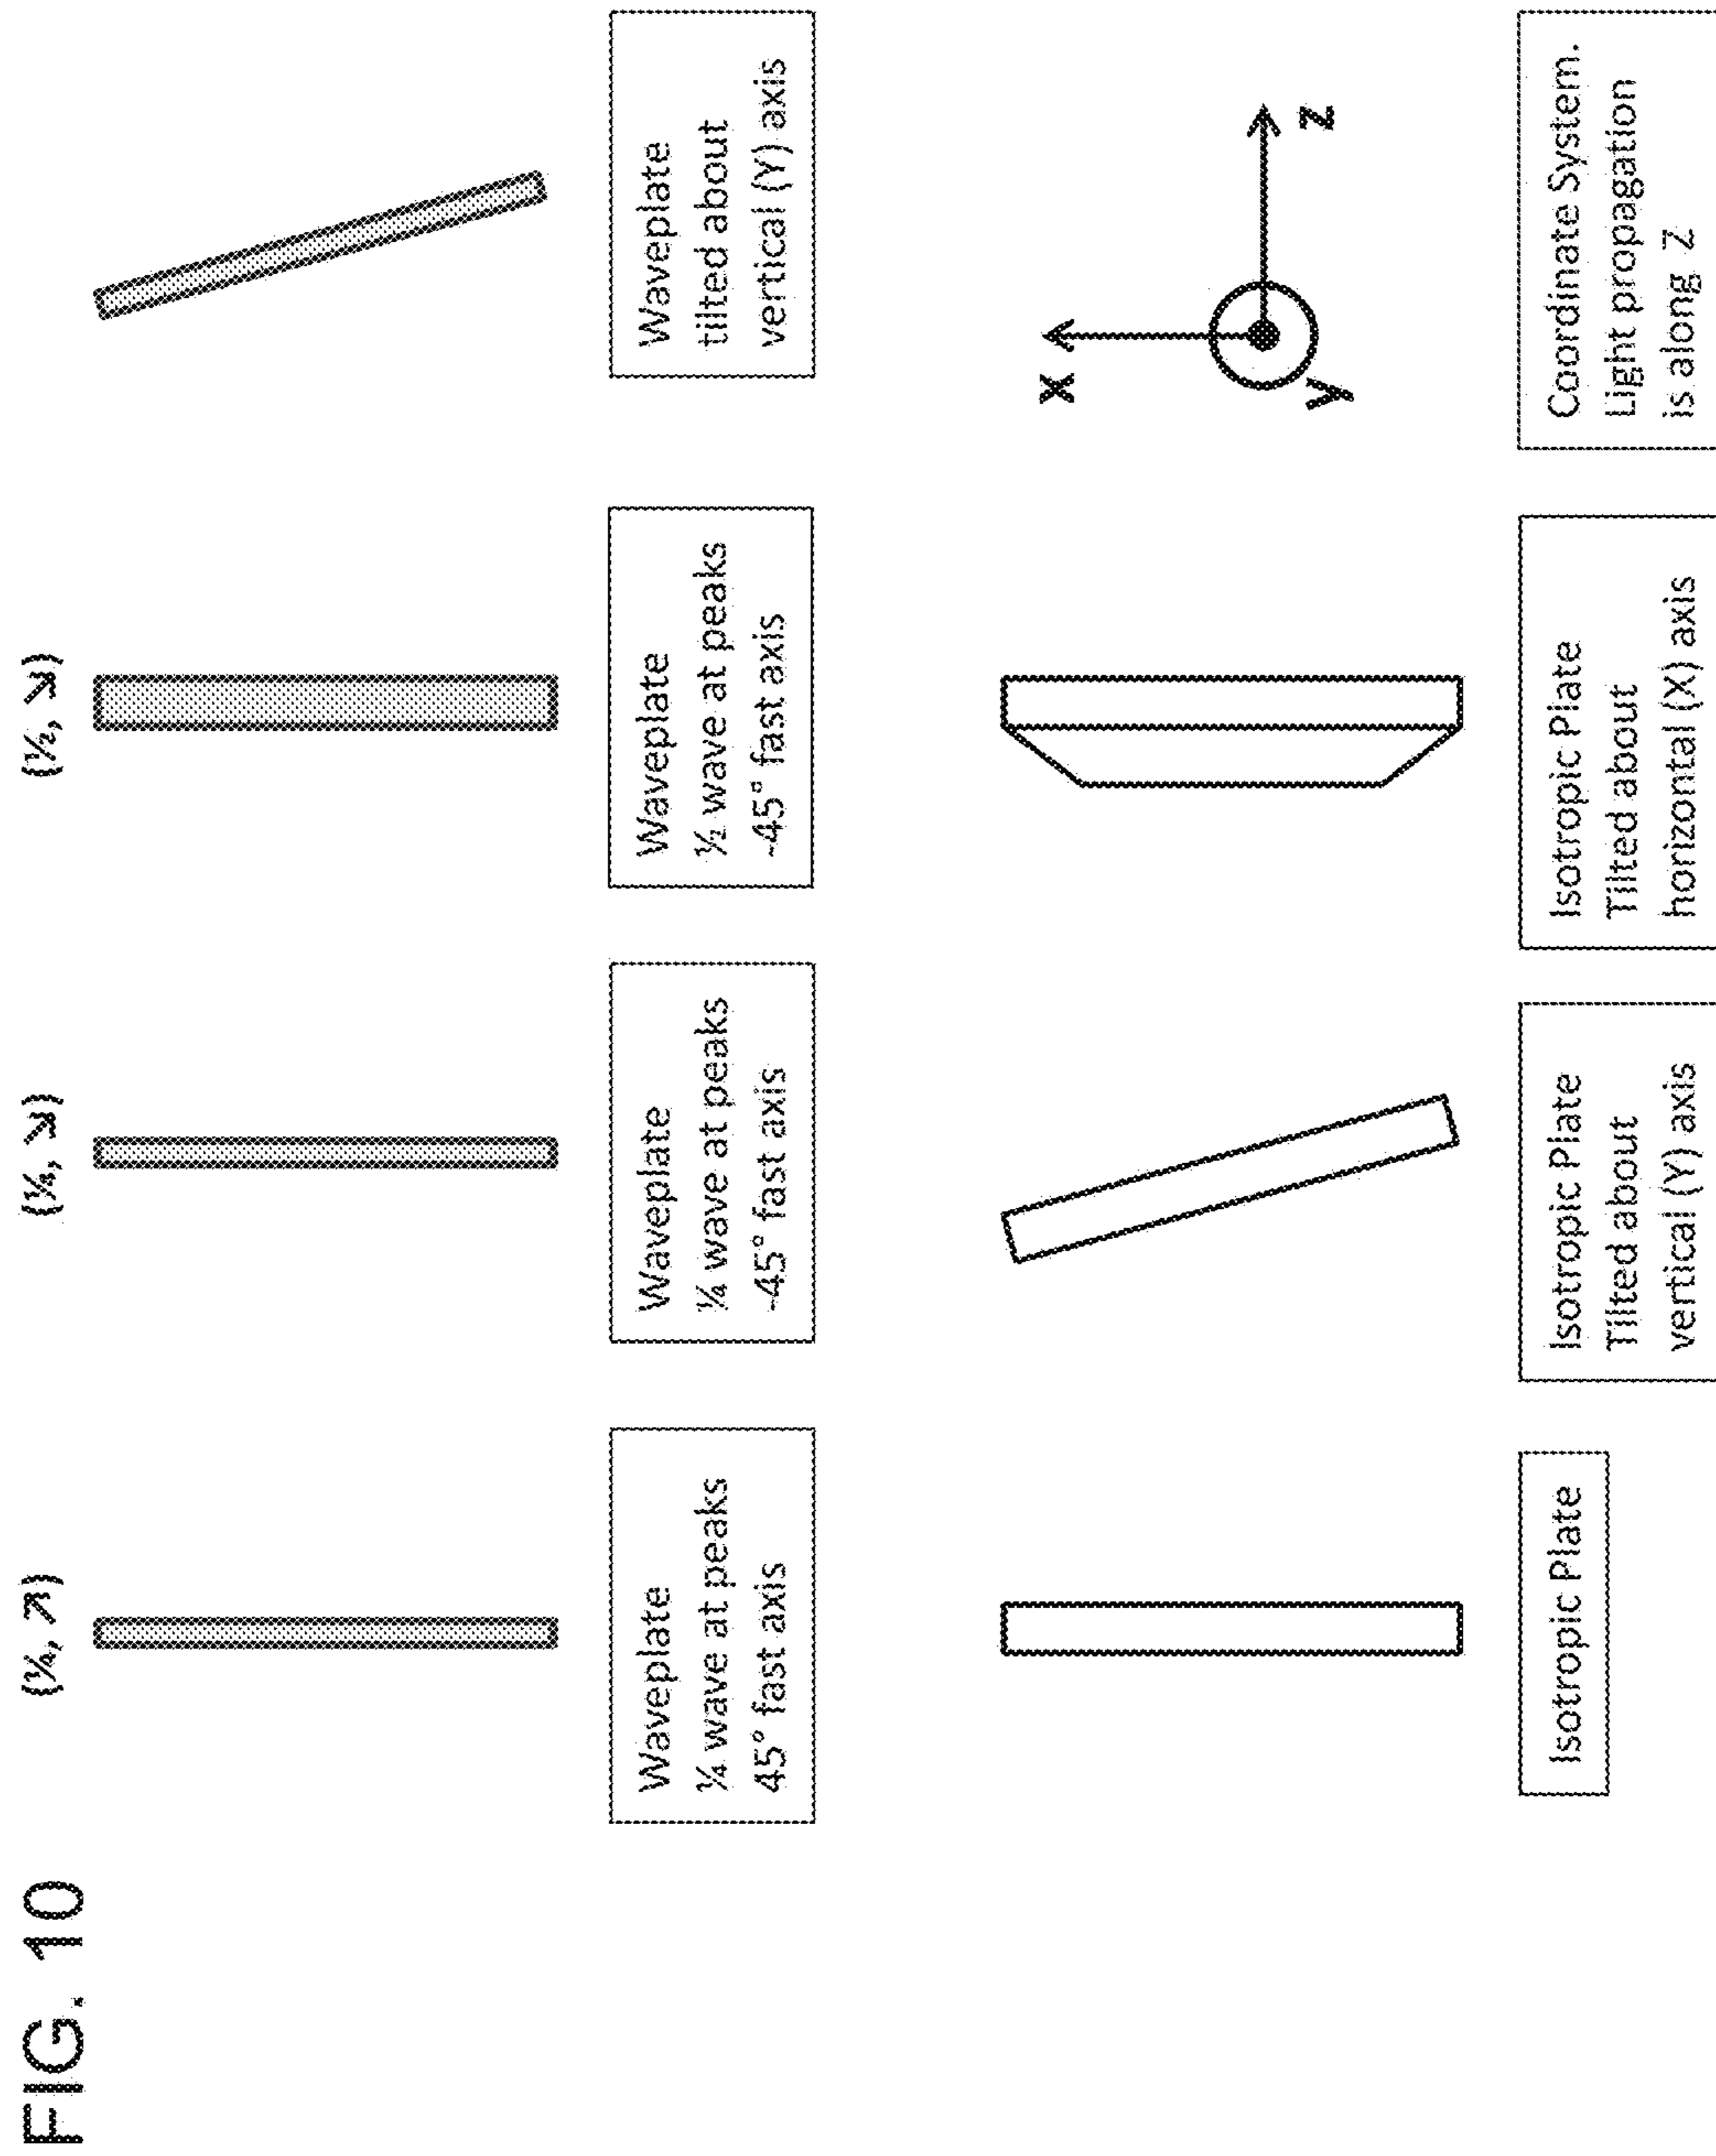 FIG. 10
(¼, ↗)
(¼, ↘)
(½, ↘)
Waveplate
¼ wave at peaks
45° fast axis
Waveplate
¼ wave at peaks
-45° fast axis
Waveplate
½ wave at peaks
-45° fast axis
Waveplate
tilted about
vertical (Y) axis
X
Y
Z
Isotropic Plate
Isotropic Plate
Tilted about
vertical (Y) axis
Isotropic Plate
Tilted about
horizontal (X) axis
Coordinate System.
Light propagation
is along Z